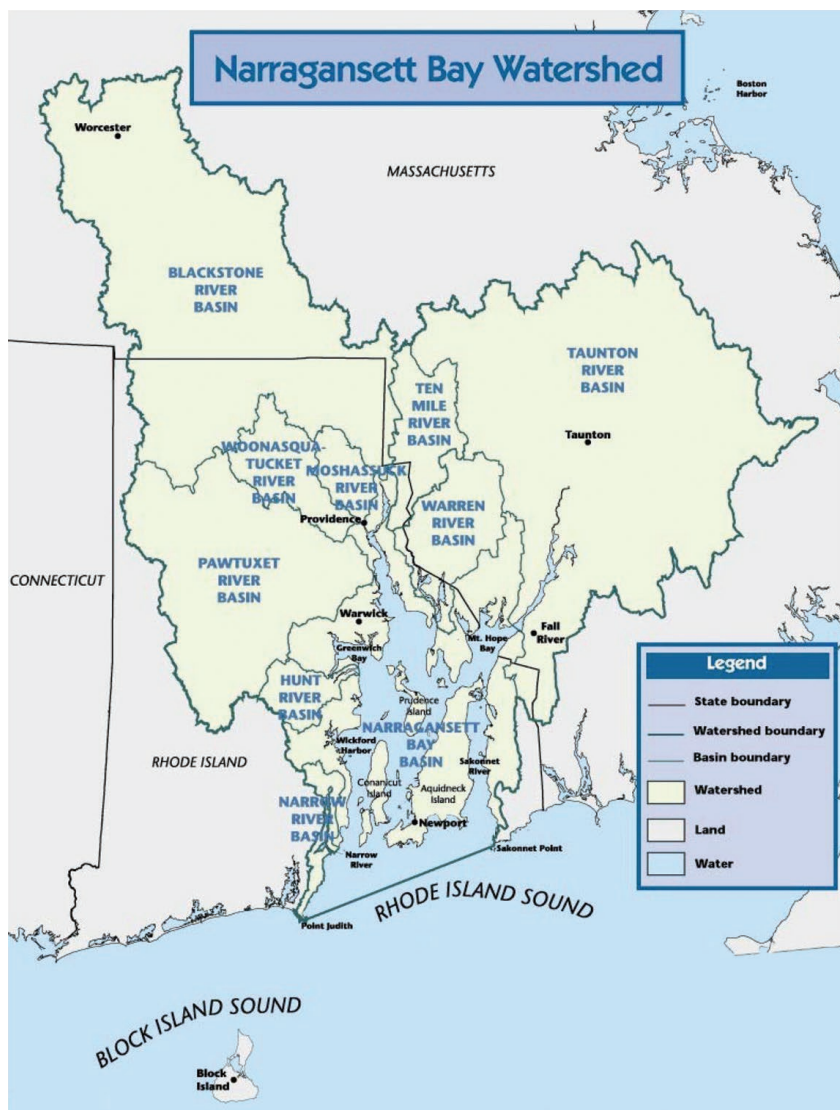 Narragansett Bay Watershed
Boston
Harbor
Worcester
MASSACHUSETTS
BLACKSTONE
RIVER
BASIN
TAUNTON
RIVER
BASIN
TEN
MILE
RIVER
BASIN
Taunton
WOONASQUA-
TUCKET
RIVER
BASIN
MOSHASSUCK
RIVER
BASIN
WARREN
RIVER
BASIN
Providence
PAWTUXET
RIVER
BASIN
CONNECTICUT
Warwick
Greenwich
Bay
Mt. Hope
Bay
Fall
River
HUNT
RIVER
BASIN
Prudence
Island
NARRAGANSETT
BAY
BASIN
Wickford
Harbor
RHODE ISLAND
Sakonnet
River
Conanicut
Island
Aquidneck
Island
NARROW
RIVER
BASIN
Newport
Narrow
River
Sakonnet Point
Point Judith
RHODE ISLAND SOUND
BLOCK ISLAND SOUND
Block
Island
Legend
State boundary
Watershed boundary
Basin boundary
Watershed
Land
Water